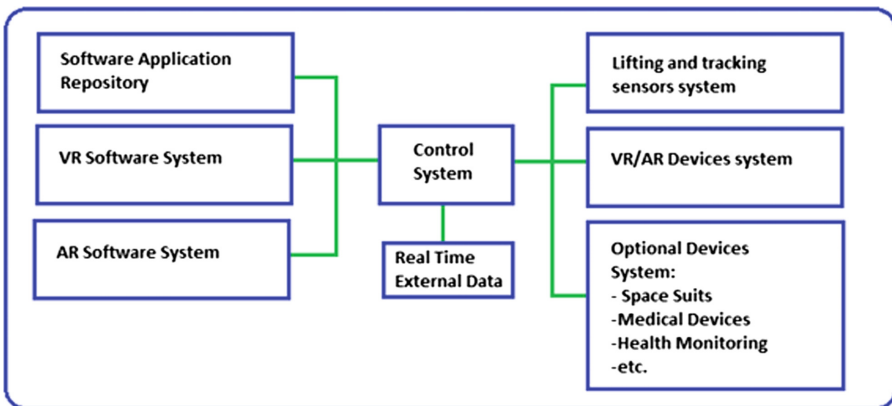 Software Application
Repository
VR Software System
AR Software System
Control
System
Real Time
External Data
Lifting and tracking
sensors system
VR/AR Devices system
Optional Devices
System:
- Space Suits
-Medical Devices
-Health Monitoring
-etc.